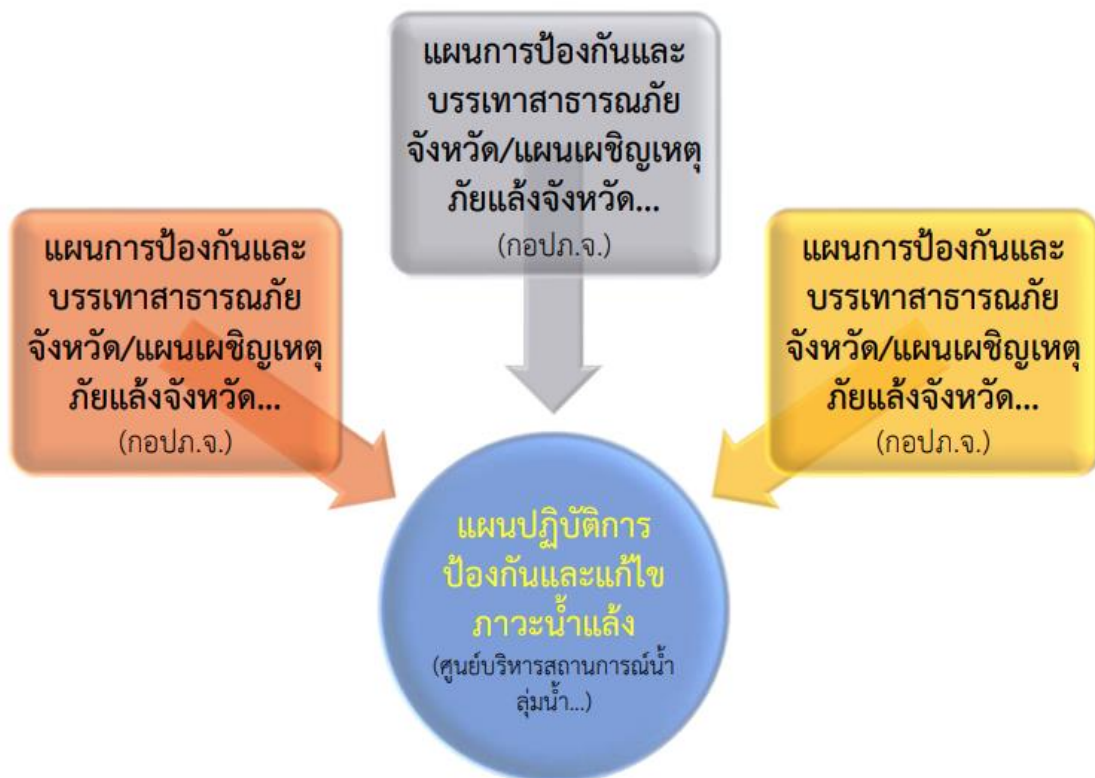 แผนการป้องกันและ
บรรเทาสาธารณภัย
จังหวัด/แผนเผชิญเหตุ
ภัยแล้งจังหวัด...
(กอปภ.จ.)
แผนการป้องกันและ
บรรเทาสาธารณภัย
จังหวัด/แผนเผชิญเหตุ
ภัยแล้งจังหวัด...
(กอปภ.จ.)
แผนการป้องกันและ
บรรเทาสาธารณภัย
จังหวัด/แผนเผชิญเหตุ
ภัยแล้งจังหวัด...
(กอปภ.จ.)
แผนปฏิบัติการ
ป้องกันและแก้ไข
ภาวะน้ำแล้ง
(ศูนย์บริหารสถานการณ์น้ำ
ลุ่มน้ำ...)